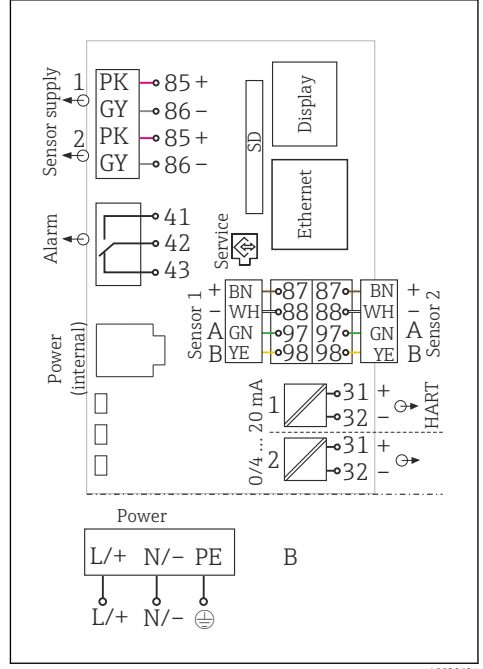 Sensor supply
1 PK 85 +
GY 86 −
2 PK 85 +
GY 86 −
Display
SD
Ethernet
Service
Alarm
41
42
43
Power
(internal)
Sensor 1
+ BN 87 87 BN +
− WH 88 88 WH −
A GN 97 97 GN A
B YE 98 98 YE B
Sensor 2
0/4 ... 20 mA
1 31 +
32 −
HART
2 31 +
32 −
Power
L/+ N/− PE
B
L/+ N/−